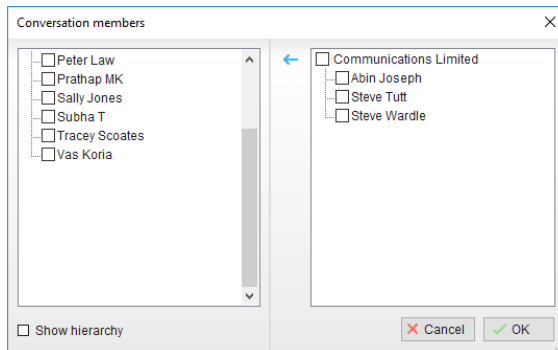 Conversation members
Peter Law
Prathap MK
Sally Jones
Subha T
Tracey Scoates
Vas Koria
Communications Limited
Abin Joseph
Steve Tutt
Steve Wardle
Show hierarchy
Cancel
OK